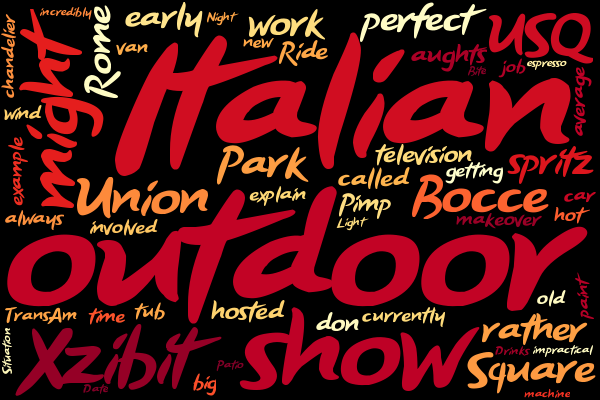 incredibly
early
Night
work
perfect
USQ
chandelier
Rome
van
new
Ride
aughts
Bite
job
espresso
might
Italian
average
wind
example
Park
television
getting
spritz
always
Union
explain
called
Pimp
Light
Bocce
makeover
car
hot
involved
outdoor
old
paint
TransAm
time
tub
hosted
don
currently
rather
Situation
Xzibit
Date
Patio
big
show
Drinks
impractical
Square
machine